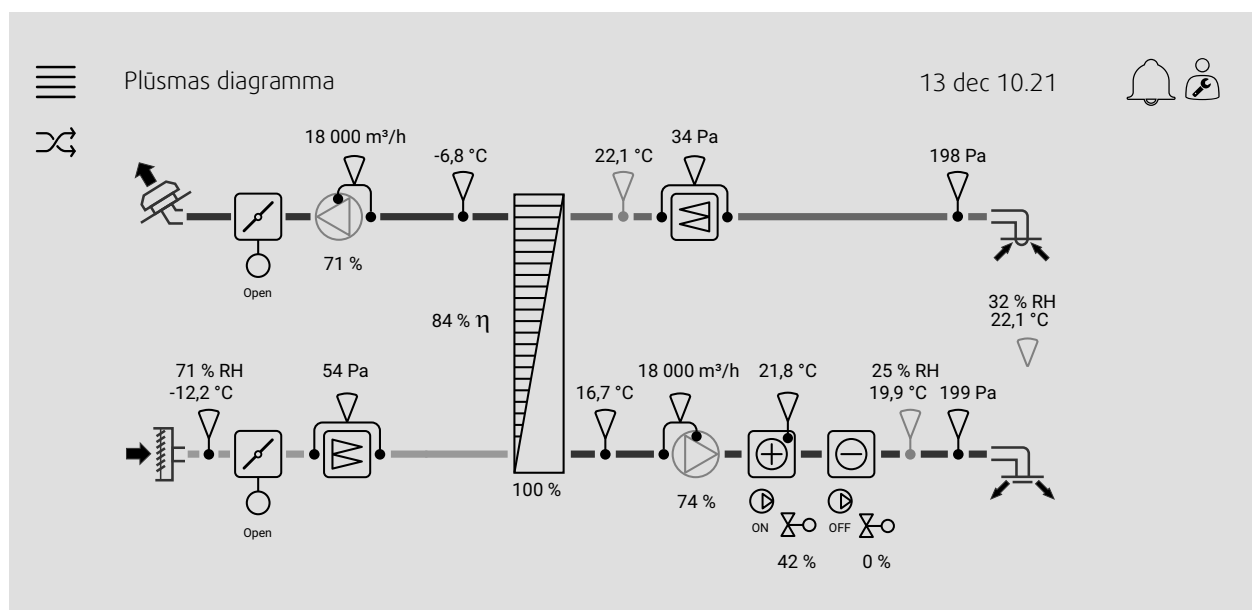 Plūsmas diagramma
13 dec 10.21
18 000 m³/h
-6,8 °C
22,1 °C
34 Pa
198 Pa
71 %
Open
84 % η
32 % RH
22,1 °C
71 % RH
-12,2 °C
54 Pa
16,7 °C
18 000 m³/h
21,8 °C
25 % RH
19,9 °C
199 Pa
100 %
74 %
Open
ON
OFF
42 %
0 %